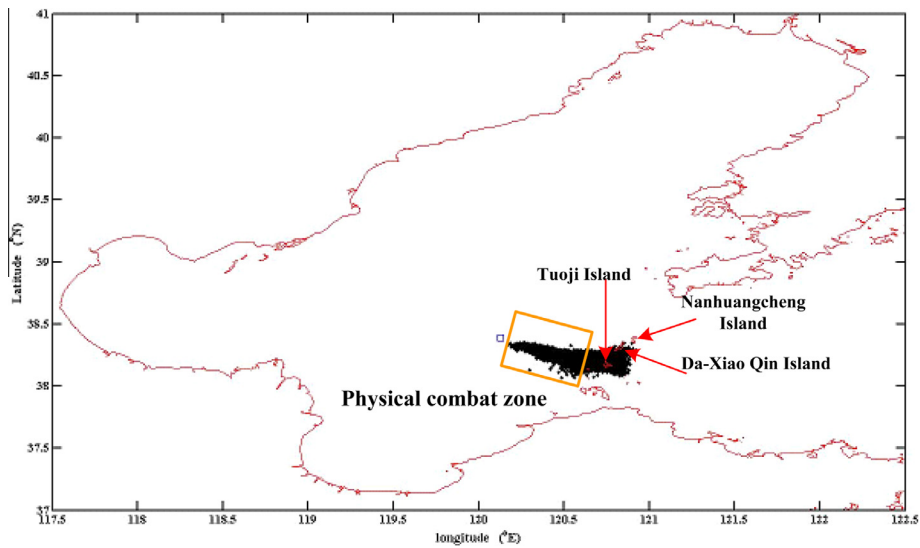 41
40.5
40
39.5
39
38.5
38
37.5
37
Latitude (°N)
Tuoji Island
Nanhuangcheng
Island
Da-Xiao Qin Island
Physical combat zone
117.5 118 118.5 119 119.5 120 120.5 121 121.5 122 122.5
longitude (°E)